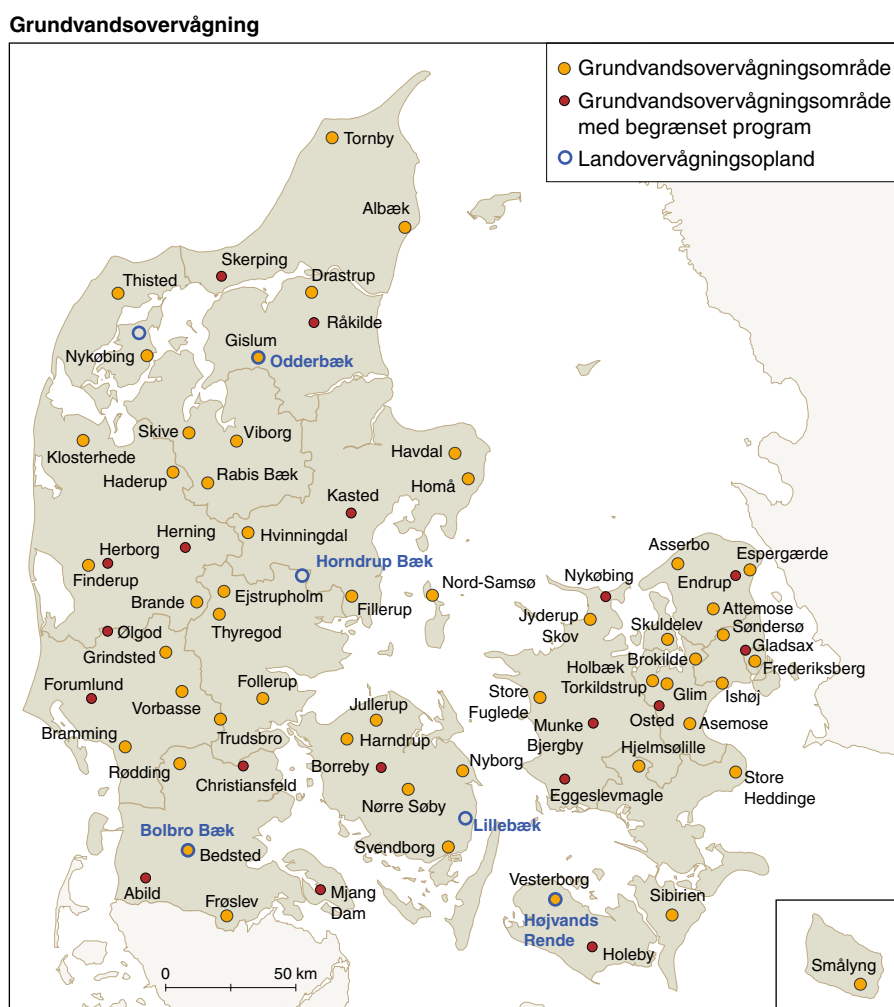 Grundvandsovervågning
Grundvandsovervågningsområde
Grundvandsovervågningsområde
med begrænset program
Landovervågningsopland
Tornby
Albæk
Skerping
Thisted
Drastrup
Råkilde
Gislum
Nykøbing
Odderbæk
Skive
Viborg
Klosterhede
Havdal
Haderup
Rabis Bæk
Homå
Kasted
Herning
Hvinningdal
Herborg
Horndrup Bæk
Asserbo
Espergærde
Finderup
Nord-Samsø
Nykøbing
Endrup
Brande
Ejstrupholm
Fillerup
Attemose
Thyregod
Jyderup
Skov
Skuldelev
Søndersø
Ølgod
Gladsax
Grindsted
Holbæk
Brokilde
Frederiksberg
Forumlund
Follerup
Store
Fuglede
Torkildstrup
Glim
Ishøj
Vorbasse
Jullerup
Osted
Bramming
Trudsbro
Harndrup
Munke
Bjergby
Asemose
Rødding
Christiansfeld
Borreby
Nyborg
Hjelmsølille
Store
Heddinge
Nørre Søby
Eggeslevmagle
Bolbro Bæk
Lillebæk
Bedsted
Svendborg
Abild
Mjang
Dam
Vesterborg
Sibirien
Frøslev
Højvands
Rende
Holeby
Smålyng
0
50 km